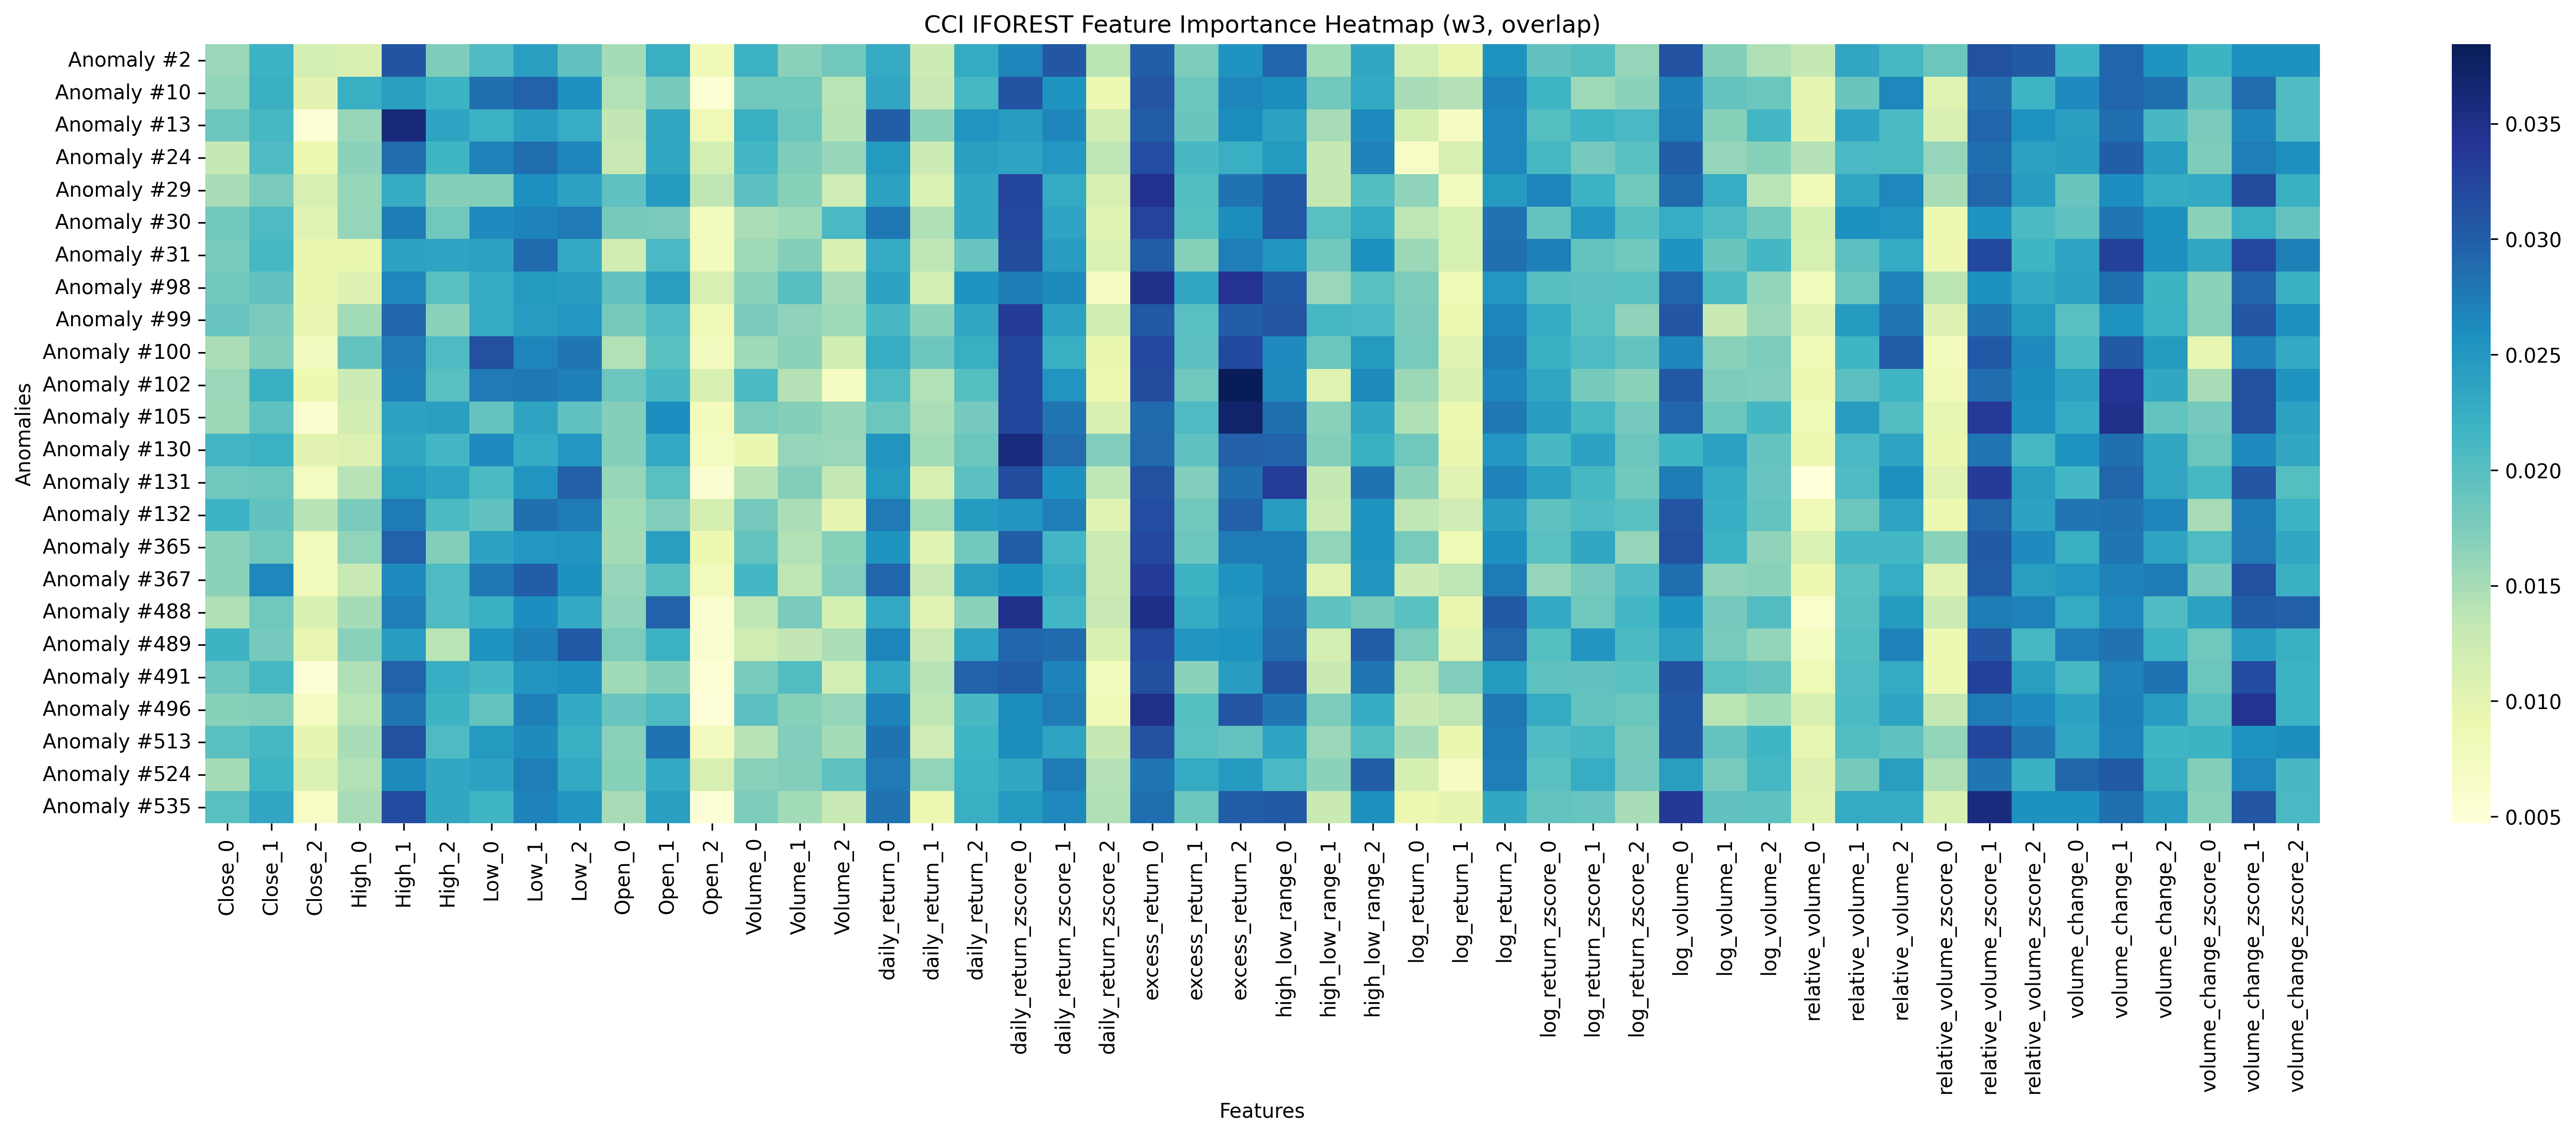 CCI IFOREST Feature Importance Heatmap (w3, overlap)
Anomalies
Anomaly #2
Anomaly #10
Anomaly #13
Anomaly #24
Anomaly #29
Anomaly #30
Anomaly #31
Anomaly #98
Anomaly #99
Anomaly #100
Anomaly #102
Anomaly #105
Anomaly #130
Anomaly #131
Anomaly #132
Anomaly #365
Anomaly #367
Anomaly #488
Anomaly #489
Anomaly #491
Anomaly #496
Anomaly #513
Anomaly #524
Anomaly #535
Close_0
Close_1
Close_2
High_0
High_1
High_2
Low_0
Low_1
Low_2
Open_0
Open_1
Open_2
Volume_0
Volume_1
Volume_2
daily_return_0
daily_return_1
daily_return_2
daily_return_zscore_0
daily_return_zscore_1
daily_return_zscore_2
excess_return_0
excess_return_1
excess_return_2
high_low_range_0
high_low_range_1
high_low_range_2
log_return_0
log_return_1
log_return_2
log_return_zscore_0
log_return_zscore_1
log_return_zscore_2
log_volume_0
log_volume_1
log_volume_2
relative_volume_0
relative_volume_1
relative_volume_2
relative_volume_zscore_0
relative_volume_zscore_1
relative_volume_zscore_2
volume_change_0
volume_change_1
volume_change_2
volume_change_zscore_0
volume_change_zscore_1
volume_change_zscore_2
Features
0.035
0.030
0.025
0.020
0.015
0.010
0.005